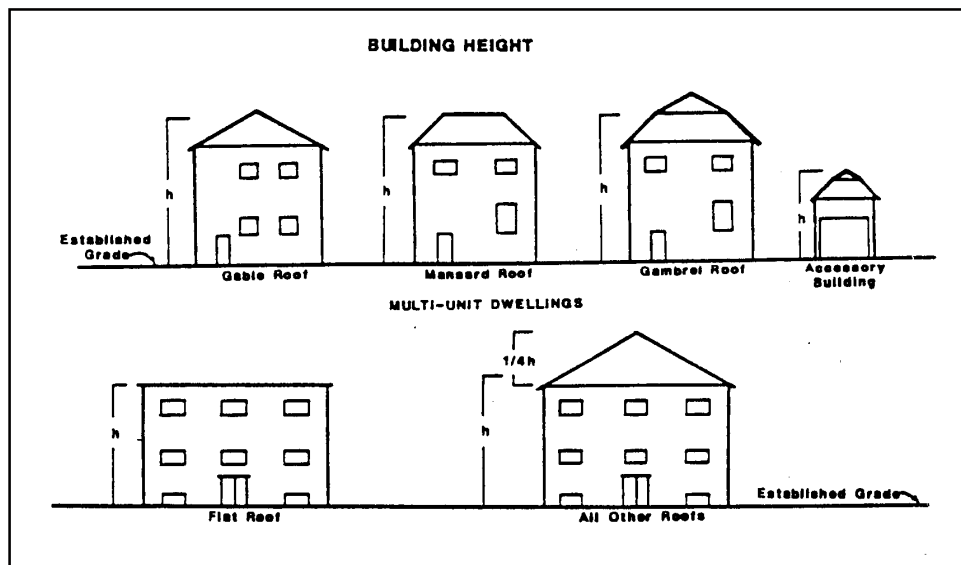 BUILDING HEIGHT
h
h
h
h
Established
Grade
Gable Roof
Mansard Roof
Gambrel Roof
Accessory
Building
MULTI-UNIT DWELLINGS
1/4h
h
h
Established Grade
Flat Roof
All Other Roofs